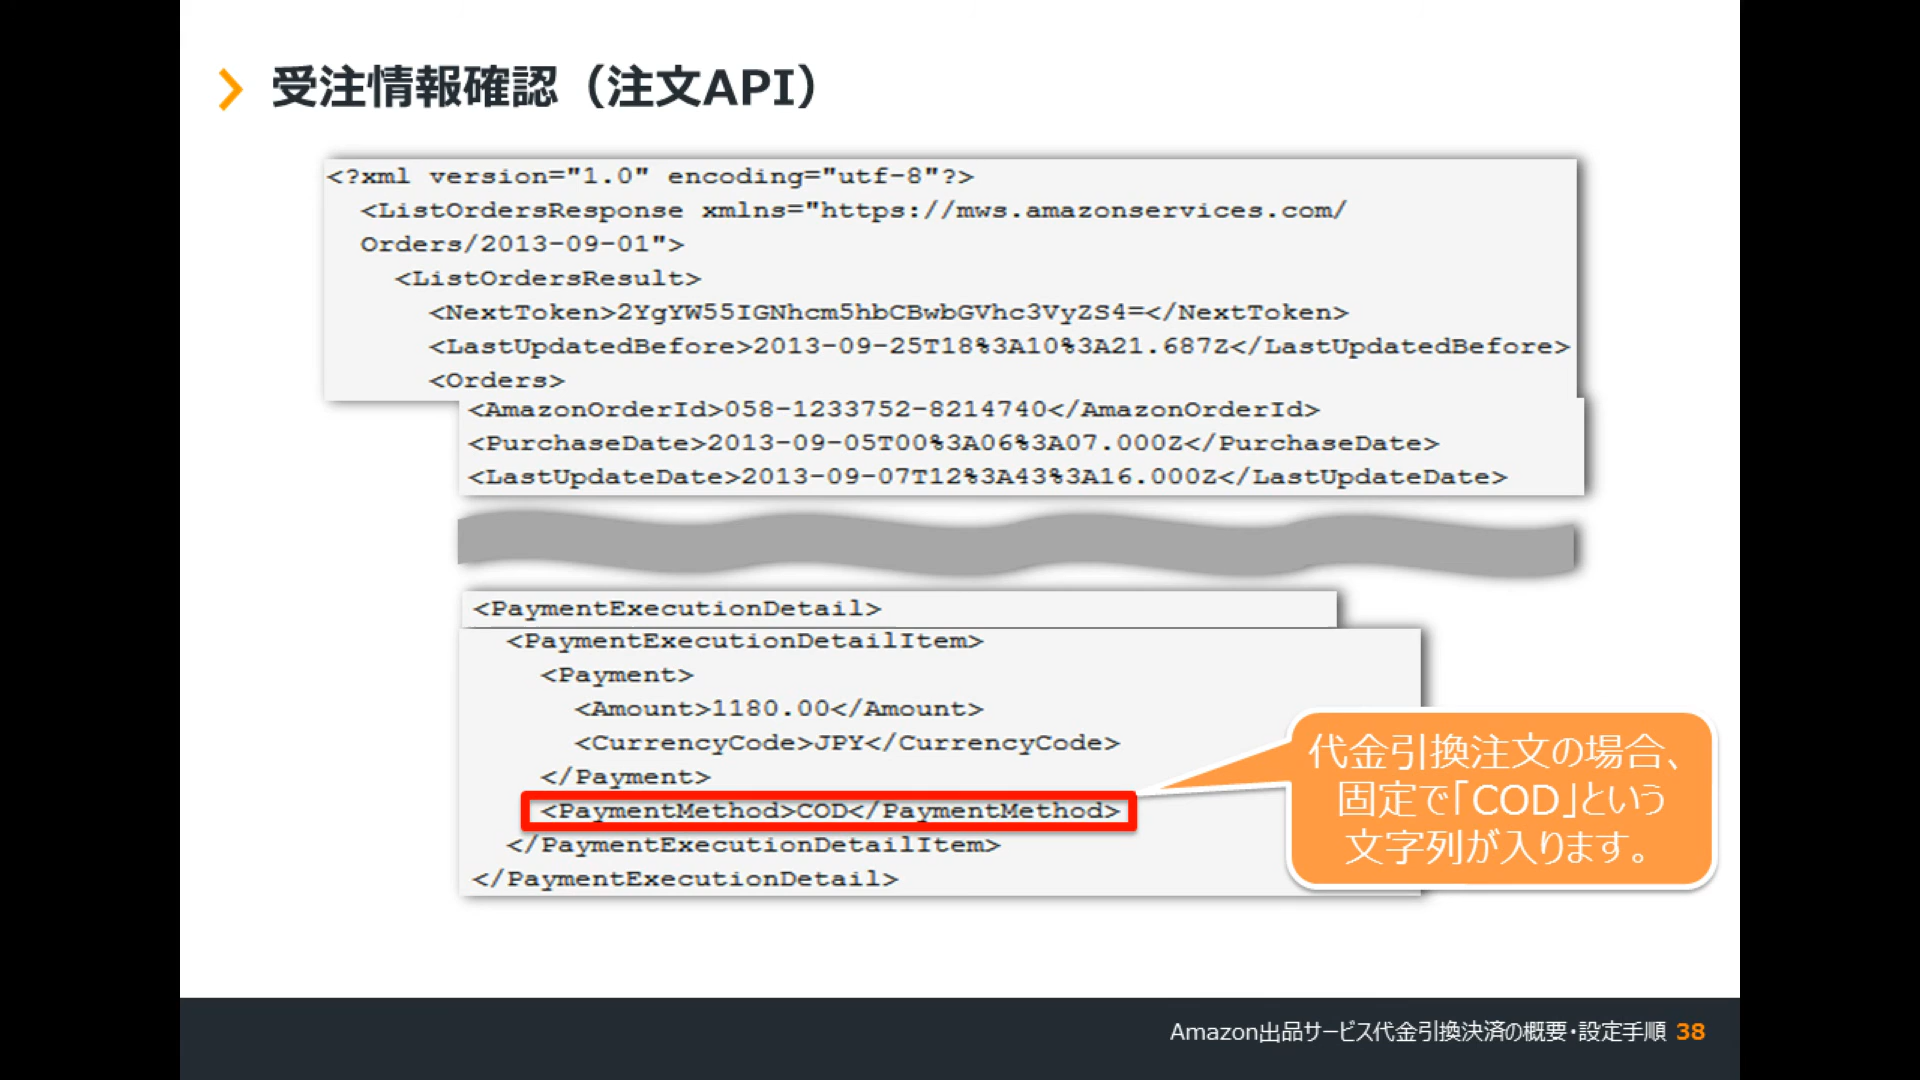 受注情報確認（注文API）
<?xml version="1.0" encoding="utf-8"?>
<ListOrdersResponse xmlns="https://mws.amazonservices.com/
Orders/2013-09-01">
<ListOrdersResult>
<NextToken>2YgYW55IGNhcm5hbCBwbGVhc3VyZS4=</NextToken>
<LastUpdatedBefore>2013-09-25T18%3A10%3A21.687Z</LastUpdatedBefore>
<Orders>
<AmazonOrderId>058-1233752-8214740</AmazonOrderId>
<PurchaseDate>2013-09-05T00%3A06%3A07.000Z</PurchaseDate>
<LastUpdateDate>2013-09-07T12%3A43%3A16.000Z</LastUpdateDate>
<PaymentExecutionDetail>
<PaymentExecutionDetailItem>
<Payment>
<Amount>1180.00</Amount>
<CurrencyCode>JPY</CurrencyCode>
</Payment>
<PaymentMethod>COD</PaymentMethod>
</PaymentExecutionDetailItem>
</PaymentExecutionDetail>
代金引換注文の場合、
固定で「COD」という
文字列が入ります。
Amazon出品サービス代金引換決済の概要・設定手順 38